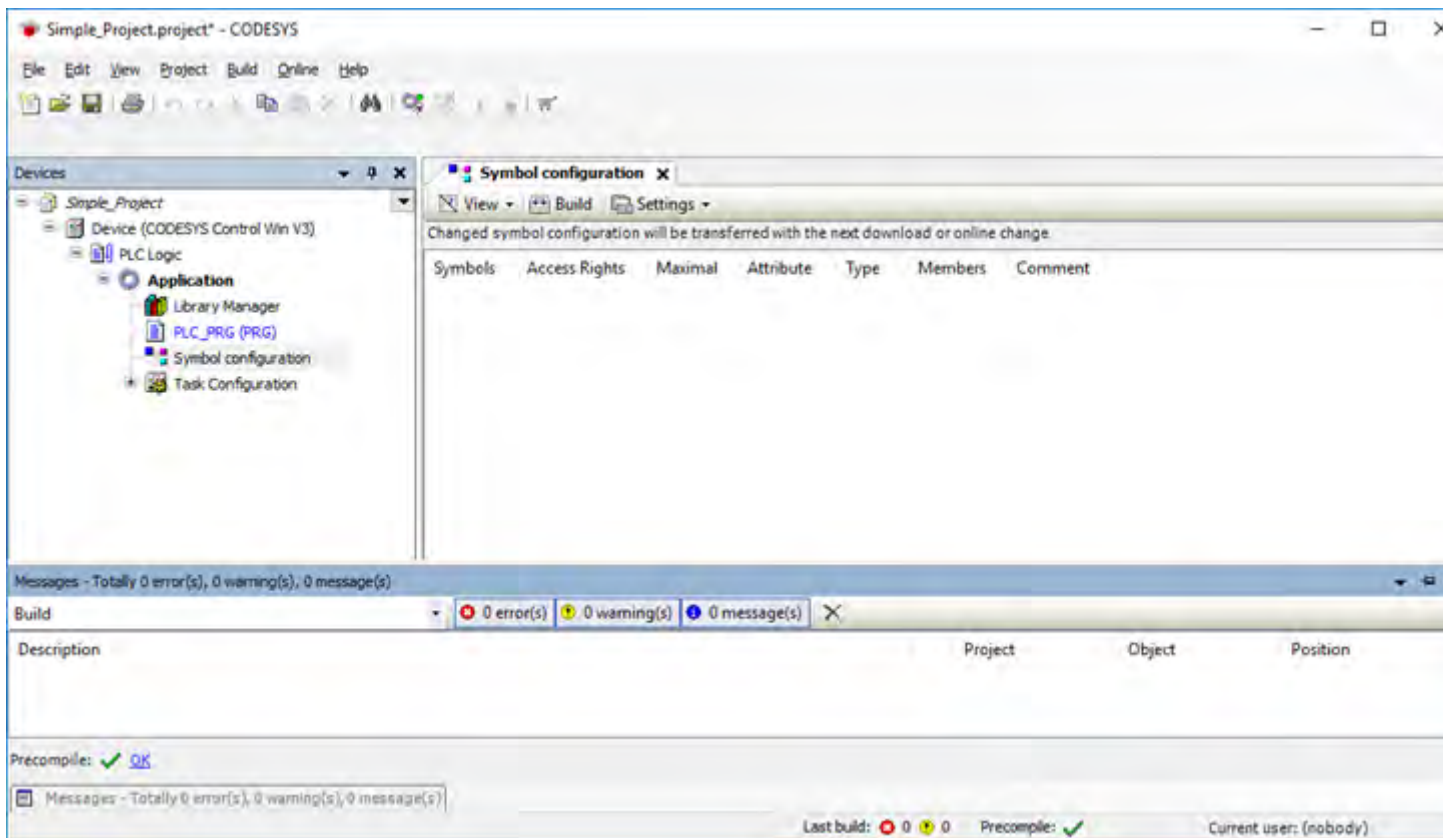 Simple_Project.project* - CODESYS
File Edit View Project Build Online Help
Devices
Symbol configuration
Simple_Project
View Build Settings
Device (CODESYS Control Win V3)
Changed symbol configuration will be transferred with the next download or online change
PLC Logic
Symbols Access Rights Maximal Attribute Type Members Comment
Application
Library Manager
PLC_PRG (PRG)
Symbol configuration
Task Configuration
Messages - Totally 0 error(s), 0 warning(s), 0 message(s)
Build 0 error(s) 0 warning(s) 0 message(s)
Description Project Object Position
Precompile: OK
Messages - Totally 0 error(s), 0 warning(s), 0 message(s)
Last build: 0 0 Precompile: Current user: (nobody)